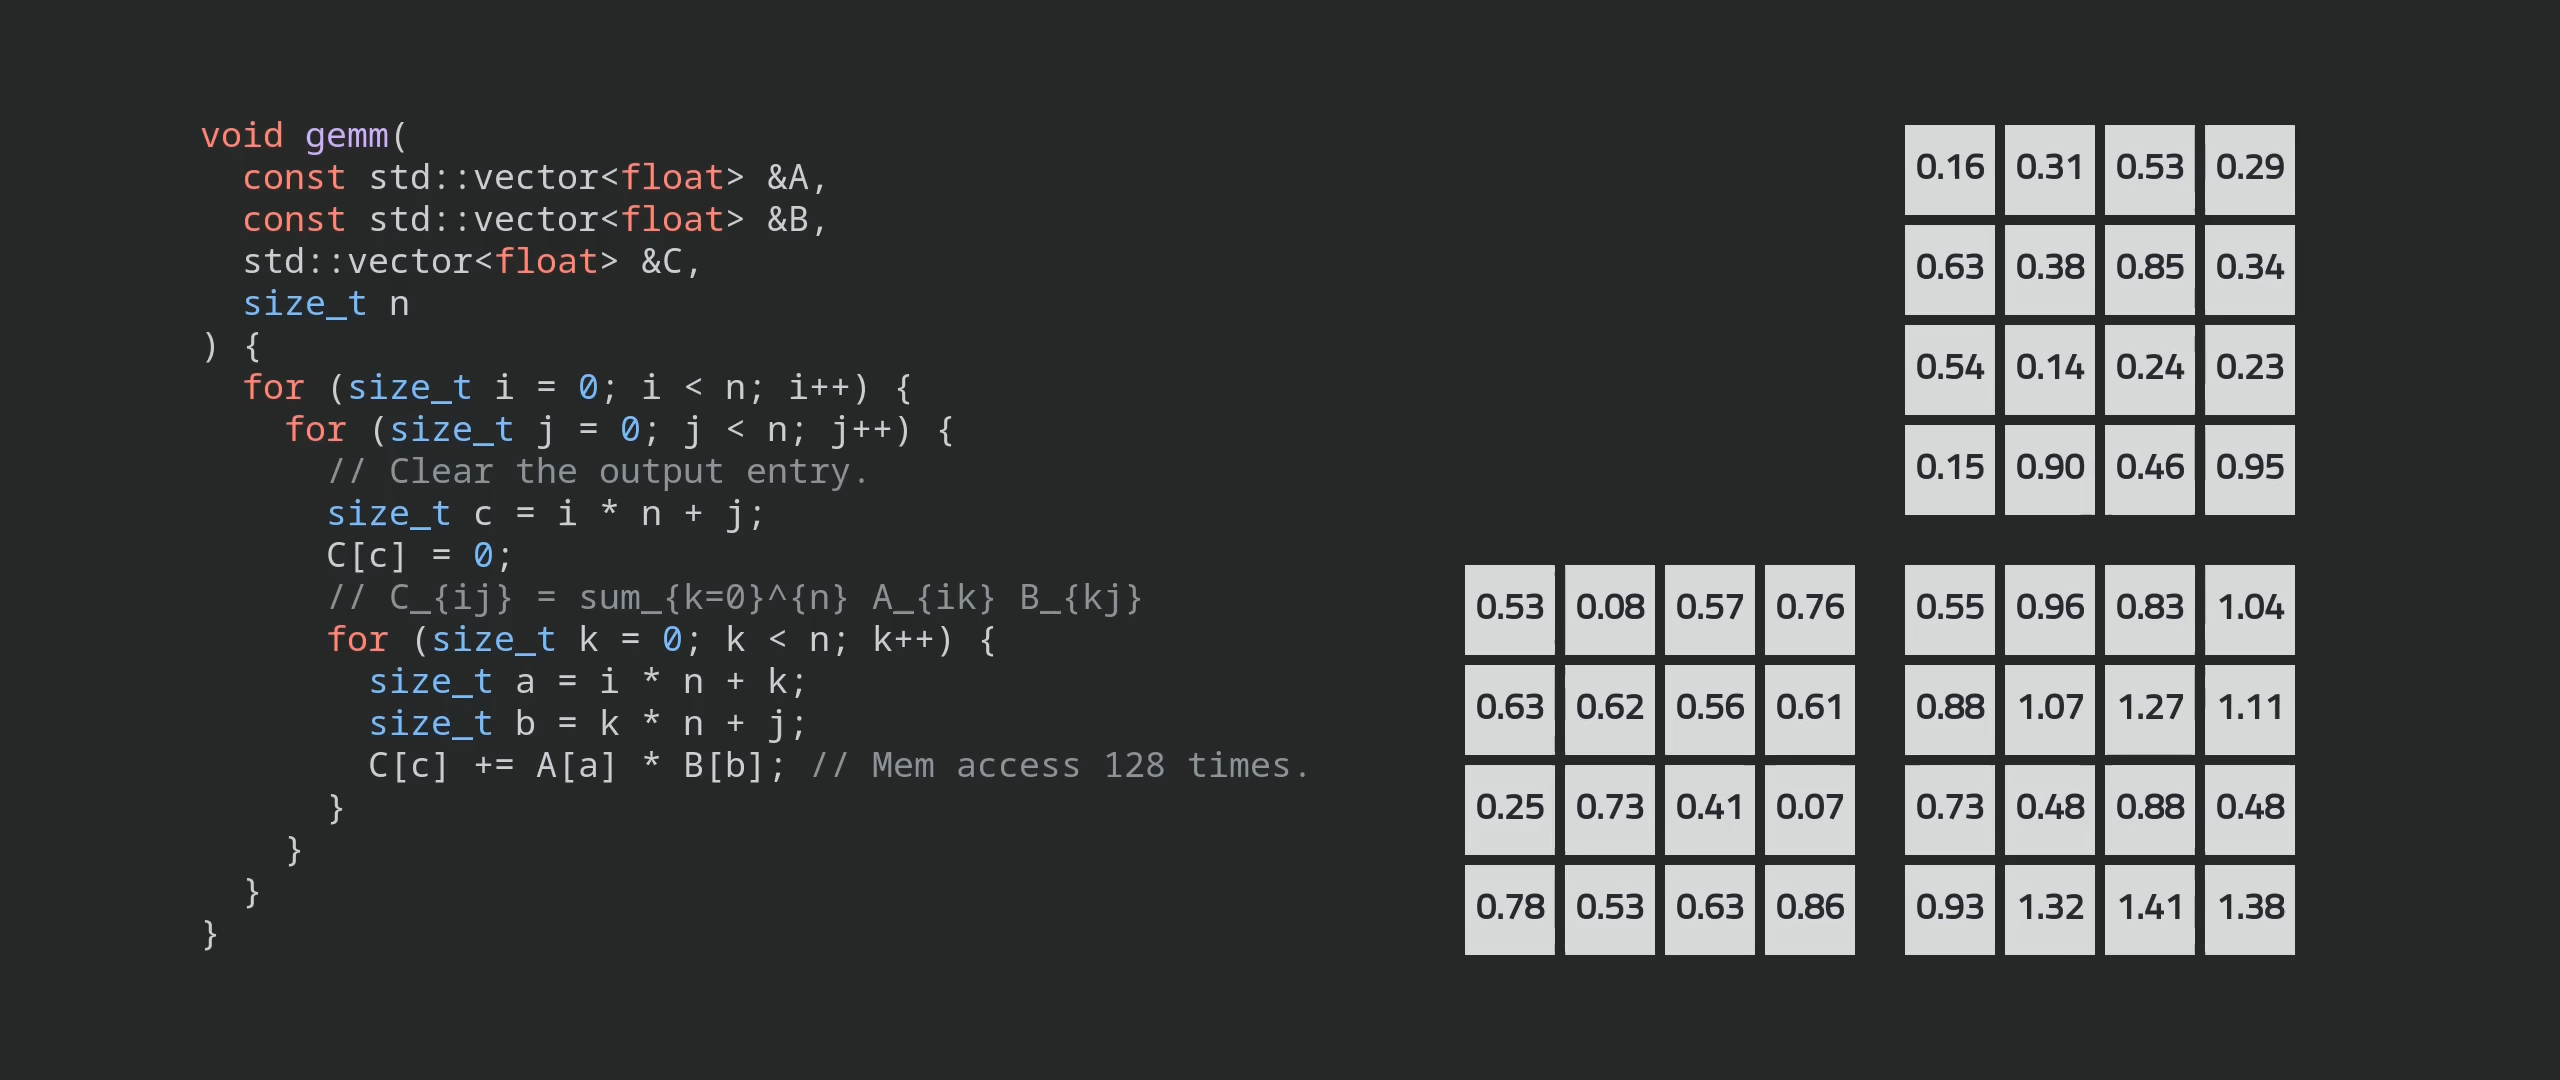 void gemm(
  const std::vector<float> &A,
  const std::vector<float> &B,
  std::vector<float> &C,
  size_t n
) {
  for (size_t i = 0; i < n; i++) {
    for (size_t j = 0; j < n; j++) {
      // Clear the output entry.
      size_t c = i * n + j;
      C[c] = 0;
      // C_{ij} = sum_{k=0}^{n} A_{ik} B_{kj}
      for (size_t k = 0; k < n; k++) {
        size_t a = i * n + k;
        size_t b = k * n + j;
        C[c] += A[a] * B[b]; // Mem access 128 times.
      }
    }
  }
}
0.16 0.31 0.53 0.29
0.63 0.38 0.85 0.34
0.54 0.14 0.24 0.23
0.15 0.90 0.46 0.95
0.53 0.08 0.57 0.76 0.55 0.96 0.83 1.04
0.63 0.62 0.56 0.61 0.88 1.07 1.27 1.11
0.25 0.73 0.41 0.07 0.73 0.48 0.88 0.48
0.78 0.53 0.63 0.86 0.93 1.32 1.41 1.38